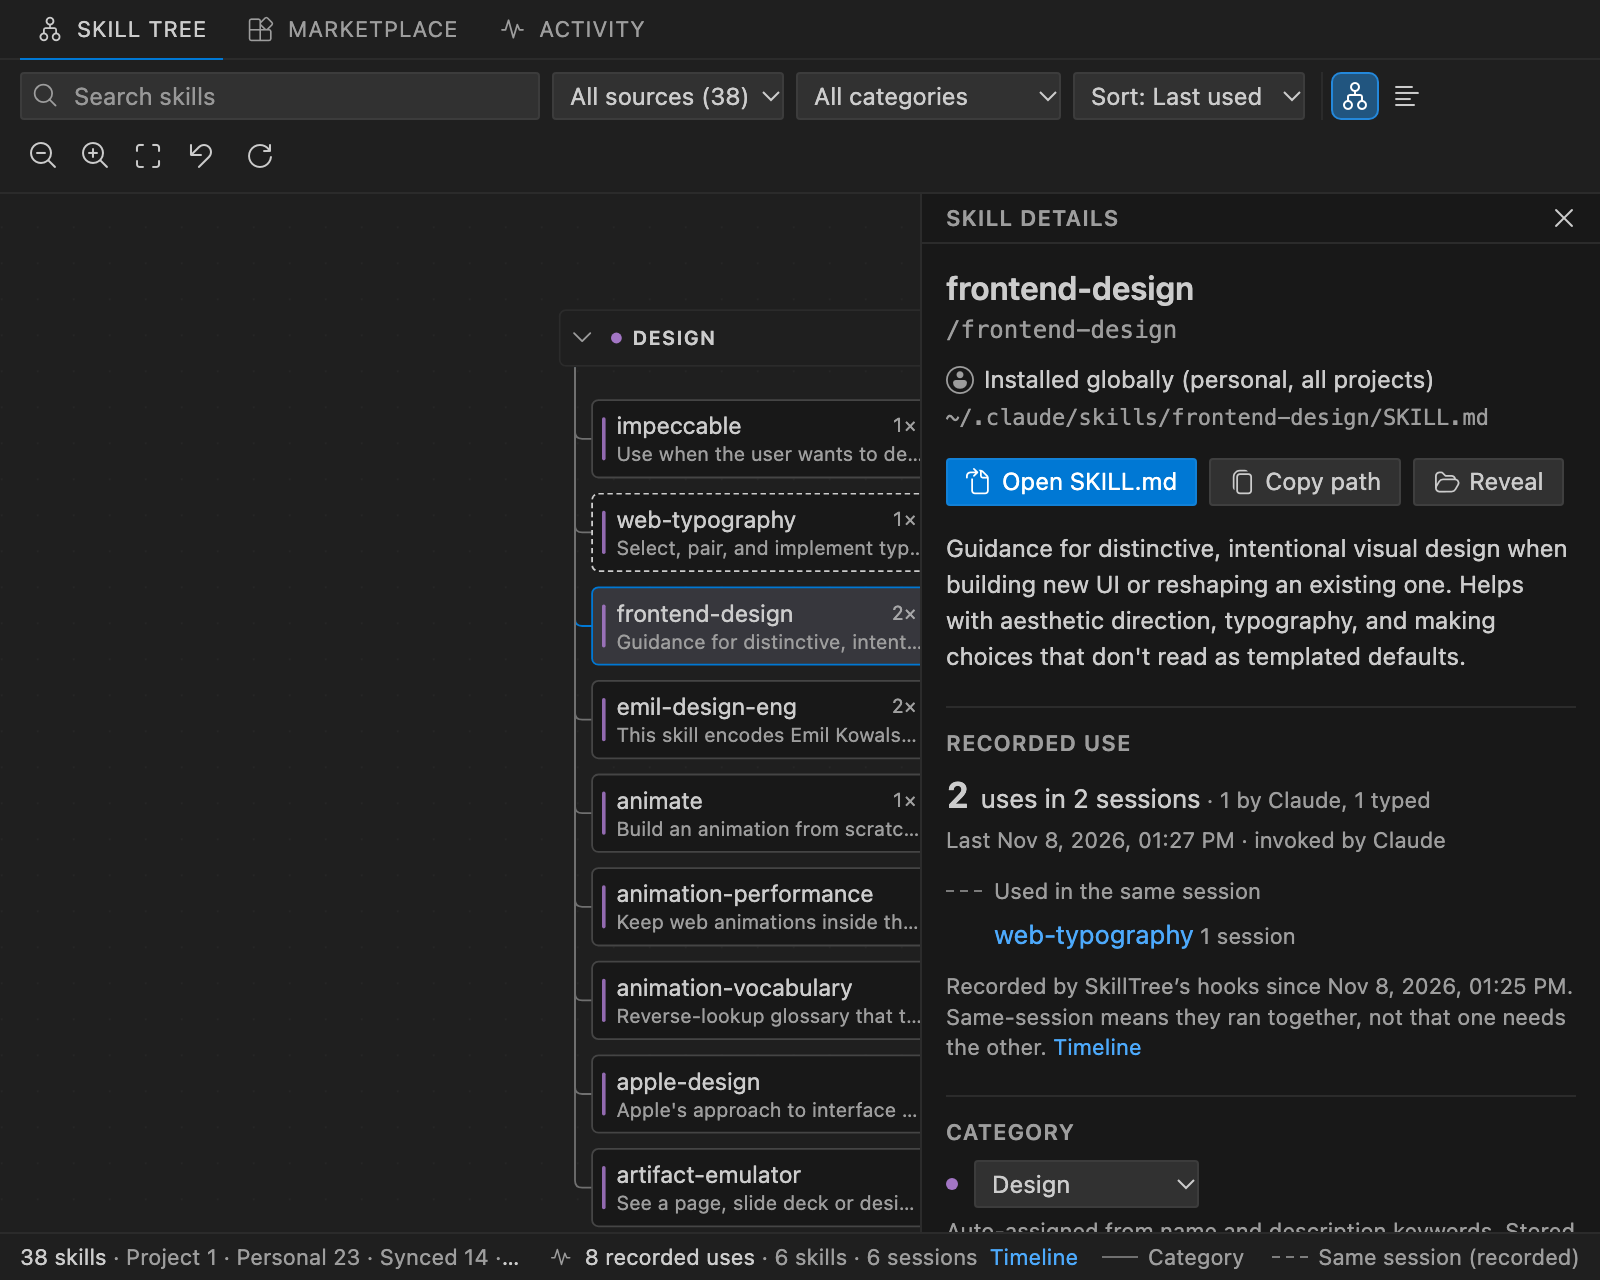 SKILL TREE
MARKETPLACE
ACTIVITY
Search skills
All sources (38)
All categories
Sort: Last used
DESIGN
impeccable 1×
Use when the user wants to de...
web-typography 1×
Select, pair, and implement typ...
frontend-design 2×
Guidance for distinctive, intent...
emil-design-eng 2×
This skill encodes Emil Kowals...
animate 1×
Build an animation from scratc...
animation-performance
Keep web animations inside th...
animation-vocabulary
Reverse-lookup glossary that t...
apple-design
Apple's approach to interface ...
artifact-emulator
See a page, slide deck or desi...
SKILL DETAILS
frontend-design
/frontend-design
Installed globally (personal, all projects)
~/.claude/skills/frontend-design/SKILL.md
Open SKILL.md
Copy path
Reveal
Guidance for distinctive, intentional visual design when
building new UI or reshaping an existing one. Helps
with aesthetic direction, typography, and making
choices that don't read as templated defaults.
RECORDED USE
2 uses in 2 sessions · 1 by Claude, 1 typed
Last Nov 8, 2026, 01:27 PM · invoked by Claude
Used in the same session
web-typography 1 session
Recorded by SkillTree’s hooks since Nov 8, 2026, 01:25 PM.
Same-session means they ran together, not that one needs
the other. Timeline
CATEGORY
Design
Auto-assigned from name and description keywords. Stored
38 skills · Project 1 · Personal 23 · Synced 14 ·...
8 recorded uses · 6 skills · 6 sessions Timeline
Category
Same session (recorded)